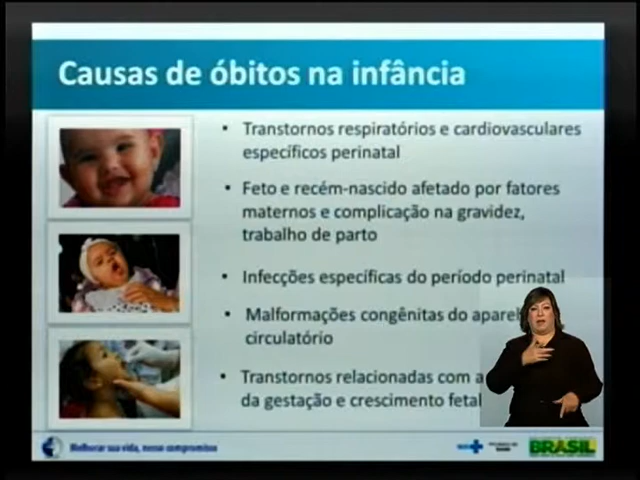 Causas de óbitos na infância
• Transtornos respiratórios e cardiovasculares
específicos perinatal
• Feto e recém-nascido afetado por fatores
maternos e complicação na gravidez,
trabalho de parto
• Infecções específicas do período perinatal
• Malformações congênitas do
circulatório
• Transtornos relacionadas com a
da gestação e crescimento fetal
Melhorar sua vida, nosso compromisso
SUS
BRASIL